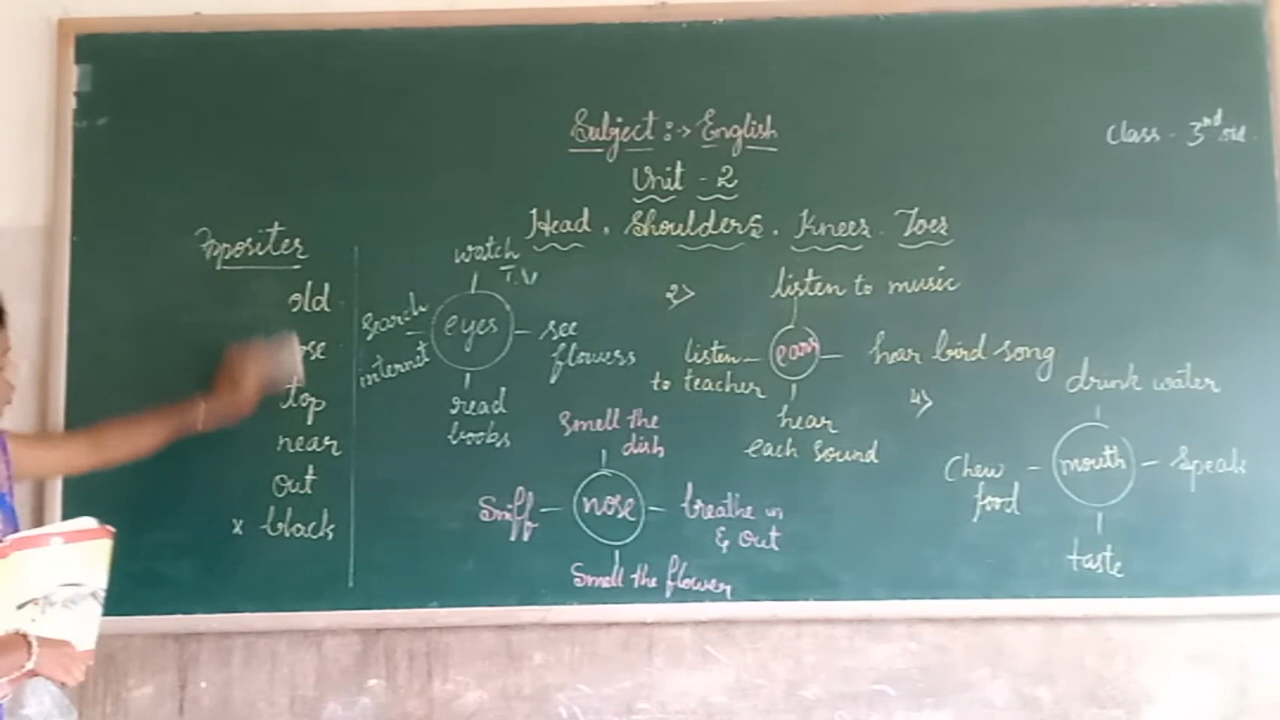 Subject :-> English
Class - 3nd std.
Unit - 2
Head, Shoulders, Knees, Toes
Opposites
old
top
near
out
x black
watch
T.V
Search
internet
eyes
see
flowers
read
books
2>
listen to music
listen
to teacher
ears
hear bird song
hear
each sound
Smell the
dish
Sniff
nose
breathe in
& out
Smell the flower
4>
drink water
Chew
food
mouth
Speak
taste